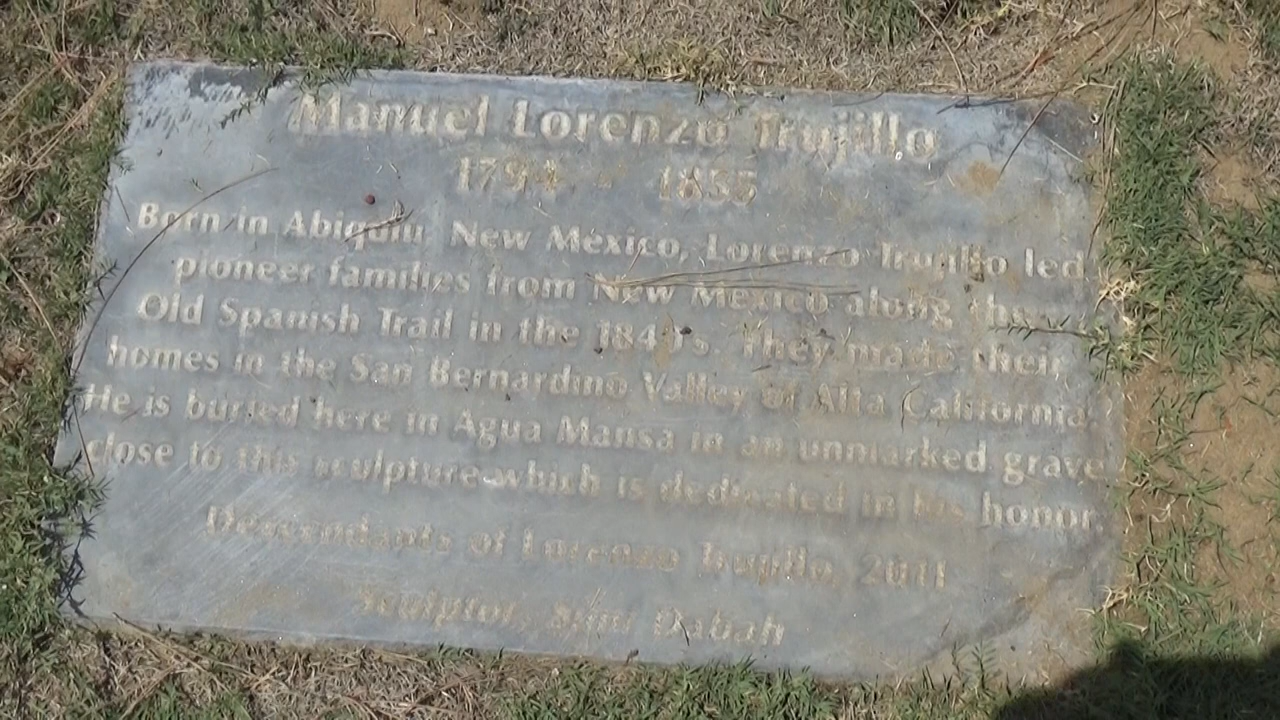 Manuel Lorenzo Trujillo
1794 - 1855
Born in Abiquiu, New Mexico, Lorenzo Trujillo led
pioneer families from New Mexico along the
Old Spanish Trail in the 1840's. They made their
homes in the San Bernardino Valley of Alta California.
He is buried here in Agua Mansa in an unmarked grave
close to this sculpture which is dedicated in his honor.
Descendants of Lorenzo Trujillo, 2011
Sculptor, Dabah